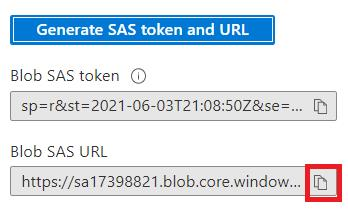 Generate SAS token and URL
Blob SAS token
sp=r&st=2021-06-03T21:08:50Z&se=...
Blob SAS URL
https://sa17398821.blob.core.window...